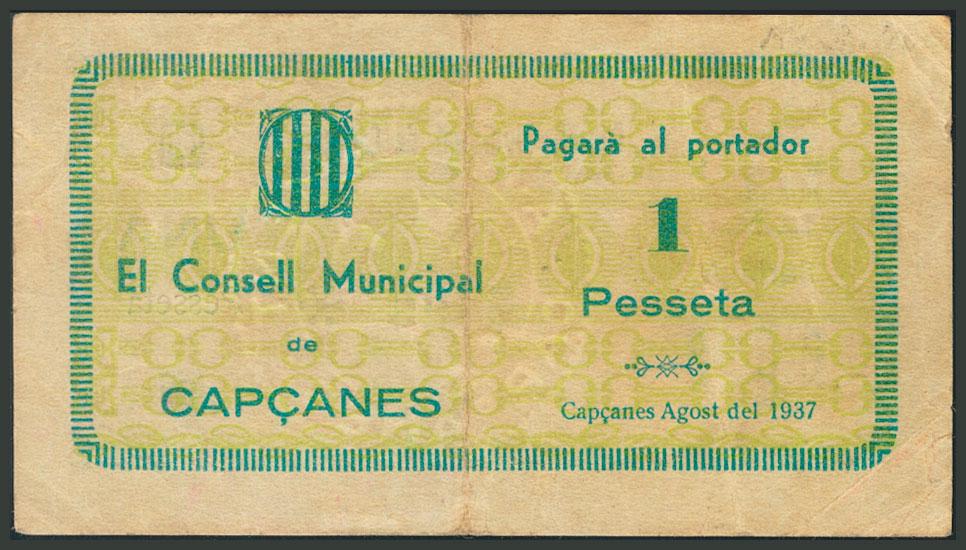 El Consell Municipal
de
CAPÇANES
Pagarà al portador
1
Pesseta
Capçanes Agost del 1937